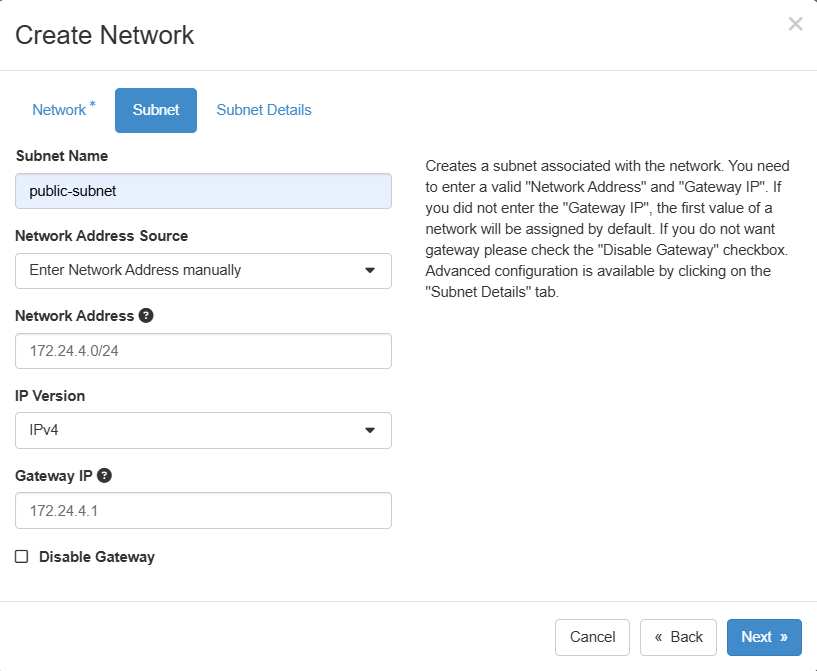 Create Network
×
Network *
Subnet
Subnet Details
Subnet Name
public-subnet
Network Address Source
Enter Network Address manually
Network Address ?
172.24.4.0/24
IP Version
IPv4
Gateway IP ?
172.24.4.1
Disable Gateway
Creates a subnet associated with the network. You need
to enter a valid "Network Address" and "Gateway IP". If
you did not enter the "Gateway IP", the first value of a
network will be assigned by default. If you do not want
gateway please check the "Disable Gateway" checkbox.
Advanced configuration is available by clicking on the
"Subnet Details" tab.
Cancel
« Back
Next »